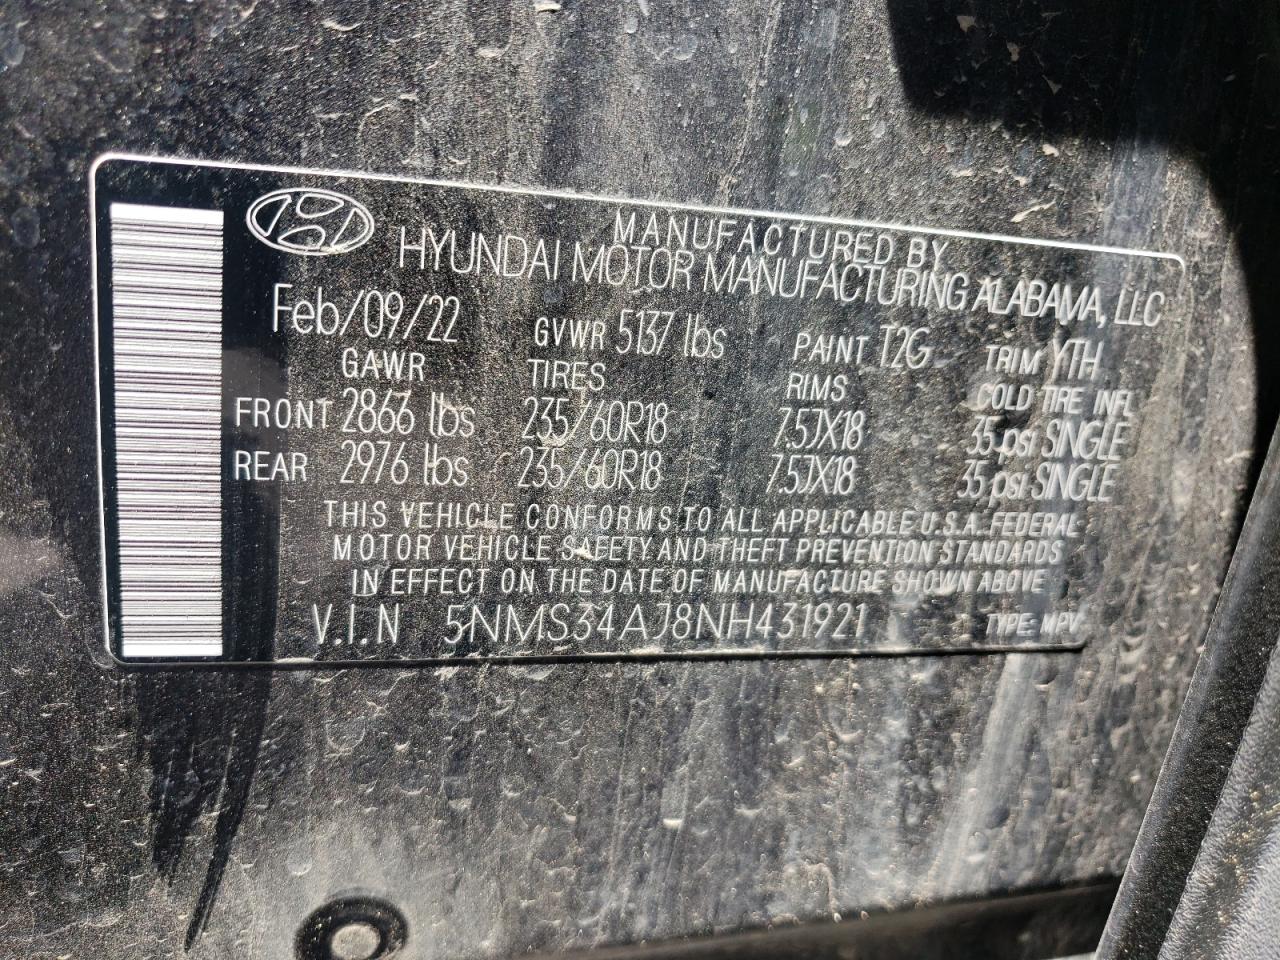 MANUFACTURED BY
HYUNDAI MOTOR MANUFACTURING ALABAMA, LLC
Feb/09/22 GVWR 5137 lbs PAINT T2G TRIM YTH
GAWR TIRES RIMS COLD TIRE INFL
FRONT 2866 lbs 235/60R18 7.5JX18 35 psi SINGLE
REAR 2976 lbs 235/60R18 7.5JX18 35 psi SINGLE
THIS VEHICLE CONFORMS TO ALL APPLICABLE U.S.A. FEDERAL
MOTOR VEHICLE SAFETY AND THEFT PREVENTION STANDARDS
IN EFFECT ON THE DATE OF MANUFACTURE SHOWN ABOVE
V.I.N 5NMS34AJ8NH431921 TYPE: MPV